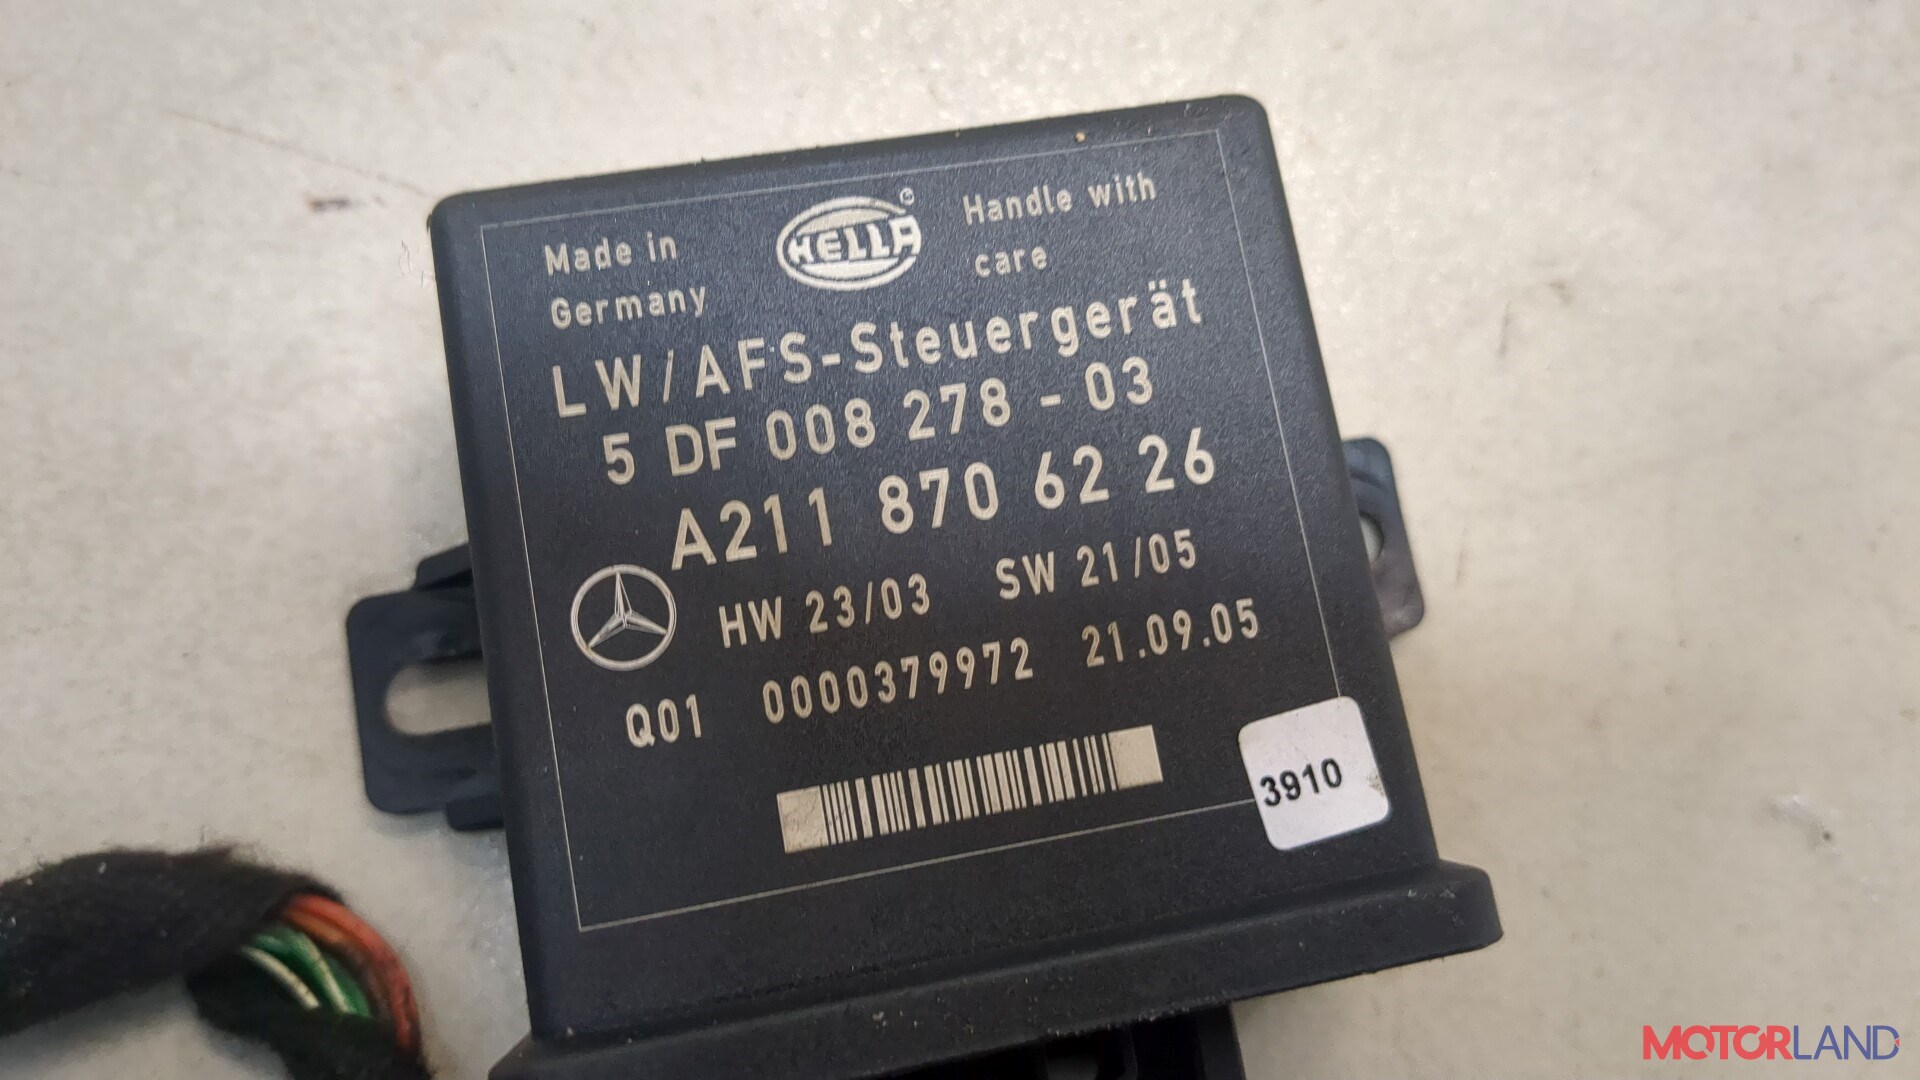 Made in
Germany
HELLA
Handle with
care
LW/AFS-Steuergerät
5 DF 008 278 - 03
A211 870 62 26
HW 23/03 SW 21/05
Q01 0000379972 21.09.05
3910
MOTORLAND